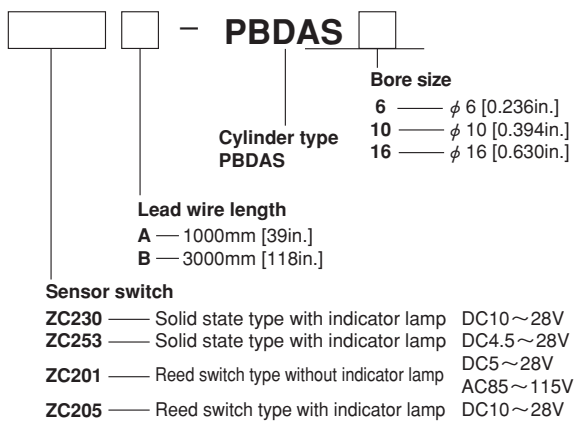 – PBDAS
Bore size
6 —— φ 6 [0.236in.]
10 —— φ 10 [0.394in.]
16 —— φ 16 [0.630in.]
Cylinder type
PBDAS
Lead wire length
A — 1000mm [39in.]
B — 3000mm [118in.]
Sensor switch
ZC230 —— Solid state type with indicator lamp DC10～28V
ZC253 —— Solid state type with indicator lamp DC4.5～28V
ZC201 —— Reed switch type without indicator lamp DC5～28V
AC85～115V
ZC205 —— Reed switch type with indicator lamp DC10～28V